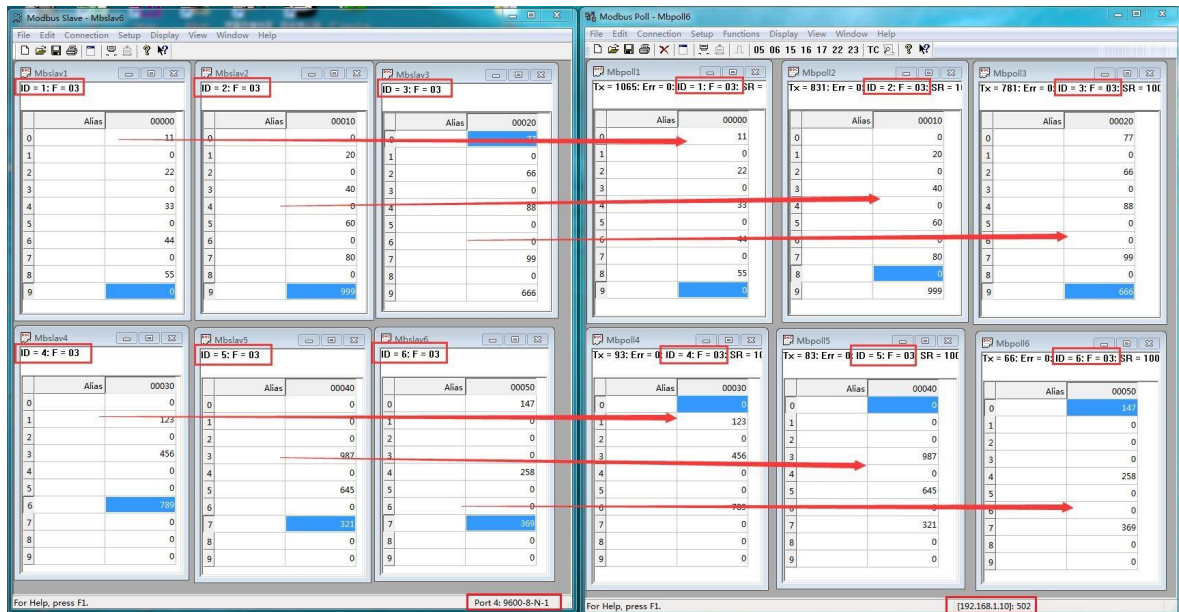 Modbus Slave - Mbslav6
File Edit Connection Setup Display View Window Help
Mbslav1
ID = 1: F = 03
Alias 00000
0 11
1 0
2 22
3 0
4 33
5 0
6 44
7 0
8 55
9 0
Mbslav2
ID = 2: F = 03
Alias 00010
0 0
1 20
2 0
3 40
4 0
5 60
6 0
7 80
8 0
9 999
Mbslav3
ID = 3: F = 03
Alias 00020
0 77
1 0
2 66
3 0
4 88
5 0
6 0
7 99
8 0
9 666
Mbslav4
ID = 4: F = 03
Alias 00030
0 0
1 123
2 0
3 456
4 0
5 0
6 789
7 0
8 0
9 0
Mbslav5
ID = 5: F = 03
Alias 00040
0 0
1 0
2 0
3 987
4 0
5 645
6 0
7 321
8 0
9 0
Mbslav6
ID = 6: F = 03
Alias 00050
0 147
1 0
2 0
3 0
4 258
5 0
6 0
7 369
8 0
9 0
For Help, press F1.
Port 4: 9600-8-N-1
Modbus Poll - Mbpoll6
File Edit Connection Setup Functions Display View Window Help
05 06 15 16 17 22 23 TC
Mbpoll1
Tx = 1065: Err = 0: ID = 1: F = 03: SR =
Alias 00000
0 11
1 0
2 22
3 0
4 33
5 0
6 44
7 0
8 55
9 0
Mbpoll2
Tx = 831: Err = 0: ID = 2: F = 03: SR = 10
Alias 00010
0 0
1 20
2 0
3 40
4 0
5 60
6 0
7 80
8 0
9 999
Mbpoll3
Tx = 781: Err = 0: ID = 3: F = 03: SR = 100
Alias 00020
0 77
1 0
2 66
3 0
4 88
5 0
6 0
7 99
8 0
9 666
Mbpoll4
Tx = 93: Err = 0: ID = 4: F = 03: SR = 10
Alias 00030
0 0
1 123
2 0
3 456
4 0
5 0
6 789
7 0
8 0
9 0
Mbpoll5
Tx = 83: Err = 0: ID = 5: F = 03: SR = 100
Alias 00040
0 0
1 0
2 0
3 987
4 0
5 645
6 0
7 321
8 0
9 0
Mbpoll6
Tx = 66: Err = 0: ID = 6: F = 03: SR = 100
Alias 00050
0 147
1 0
2 0
3 0
4 258
5 0
6 0
7 369
8 0
9 0
For Help, press F1.
[192.168.1.10]: 502